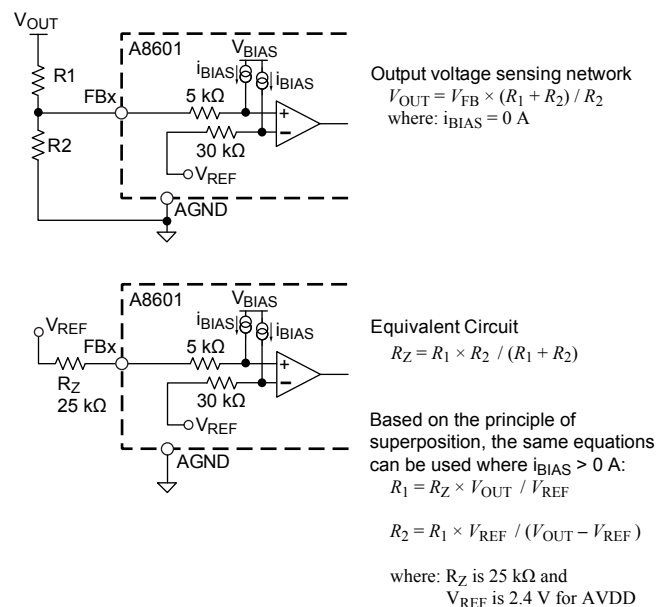 VOUT
A8601
VBIAS
iBIAS
iBIAS
R1
FBx
5 kΩ
+
−
30 kΩ
R2
VREF
AGND
Output voltage sensing network
VOUT = VFB × (R1 + R2) / R2
where: iBIAS = 0 A
A8601
VBIAS
VREF
iBIAS
iBIAS
FBx
5 kΩ
+
−
RZ
25 kΩ
30 kΩ
VREF
AGND
Equivalent Circuit
RZ = R1 × R2 / (R1 + R2)
Based on the principle of
superposition, the same equations
can be used where iBIAS > 0 A:
R1 = RZ × VOUT / VREF
R2 = R1 × VREF / (VOUT – VREF)
where: RZ is 25 kΩ and
VREF is 2.4 V for AVDD